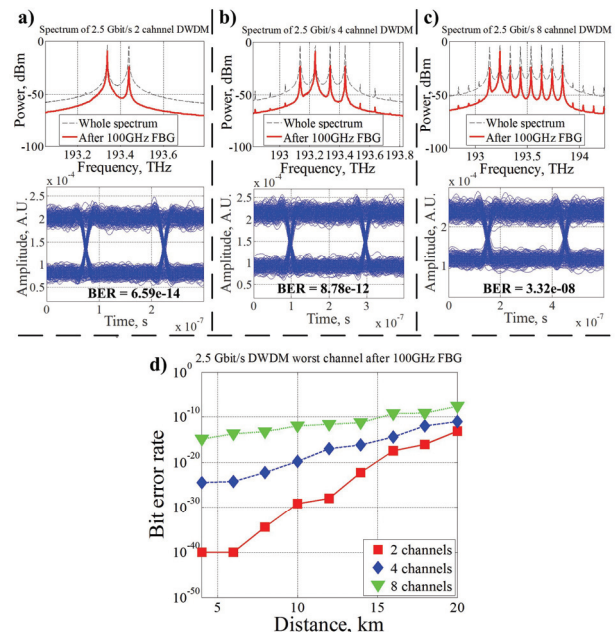 a)
Spectrum of 2.5 Gbit/s 2 cahnnel DWDM
Power, dBm
0
-50
-100
Whole spectrum
After 100GHz FBG
193.2 193.4 193.6
Frequency, THz
b)
Spectrum of 2.5 Gbit/s 4 cahnnel DWDM
Power, dBm
0
-50
-100
Whole spectrum
After 100GHz FBG
193 193.2 193.4 193.6 193.8
Frequency, THz
c)
Spectrum of 2.5 Gbit/s 8 cahnnel DWDM
Power, dBm
0
-50
-100
Whole spectrum
After 100GHz FBG
193 193.5 194
Frequency, THz
x 10-4
Amplitude, A.U.
2.5
2
1.5
1
0.5
BER = 6.59e-14
0 1 2
Time, s
x 10-7
x 10-4
Amplitude, A.U.
2.5
2
1.5
1
0.5
BER = 8.78e-12
0 1 2 3
Time, s
x 10-7
x 10-4
Amplitude, A.U.
2
1
BER = 3.32e-08
0 2 4
Time, s
x 10-7
d)
2.5 Gbit/s DWDM worst channel after 100GHz FBG
Bit error rate
10^0
10^-10
10^-20
10^-30
10^-40
10^-50
2 channels
4 channels
8 channels
5 10 15 20
Distance, km